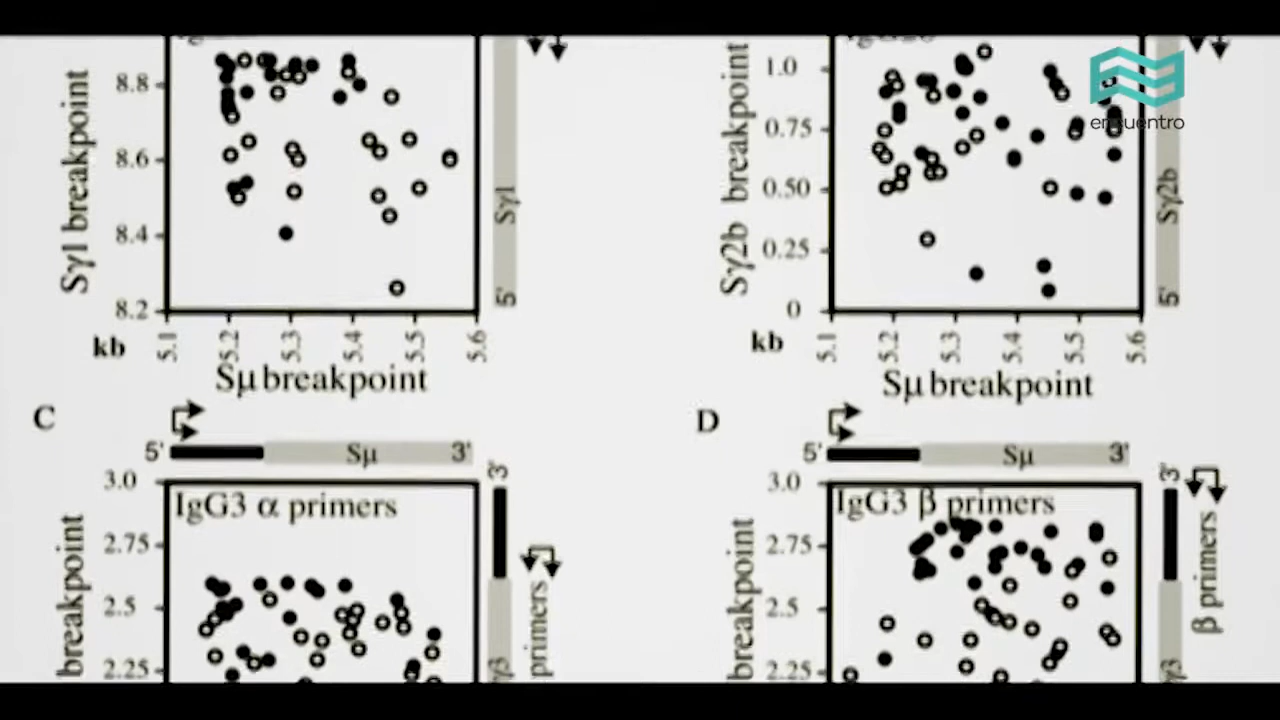 Sγ1 breakpoint
8.8
8.6
8.4
8.2
kb
5.1 5.2 5.3 5.4 5.5 5.6
Sμ breakpoint
Sγ1
5'
Sγ2b breakpoint
1.0
0.75
0.50
0.25
0
kb
5.1 5.2 5.3 5.4 5.5 5.6
Sμ breakpoint
Sγ2b
5'
encuentro
C
5' Sμ 3'
3.0
IgG3 α primers
2.75
2.5
2.25
breakpoint
3'
primers
D
5' Sμ 3'
3.0
IgG3 β primers
2.75
2.5
2.25
breakpoint
3'
β primers